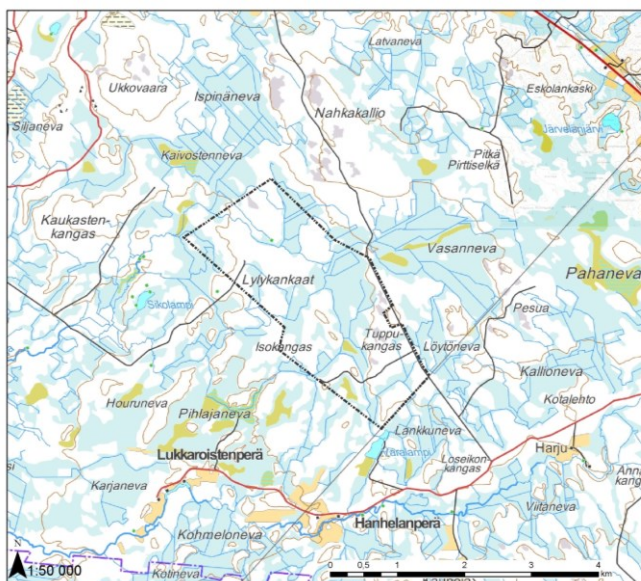 Latvaneva
Ukkovaara
Ispinäneva
Eskolankaski
Siljaneva
Nahkakallio
Järvelänjärvi
Kaivostenneva
Pitkä
Pirttiselkä
Kaukasten-
kangas
Vasanneva
Pahaneva
Lylykankaat
Sikolampi
Pesua
Tuppu-
kangas
Löytöneva
Isokangas
Kallioneva
Houruneva
Pihlajaneva
Kotalehto
Lankkuneva
Lukkaroistenperä
Loseikon-
kangas
Harju
Karjaneva
Viitaneva
Hanhelanperä
Kohmeloneva
Kotineva
N
1:50 000
0 0,5 1 2 3 4
km